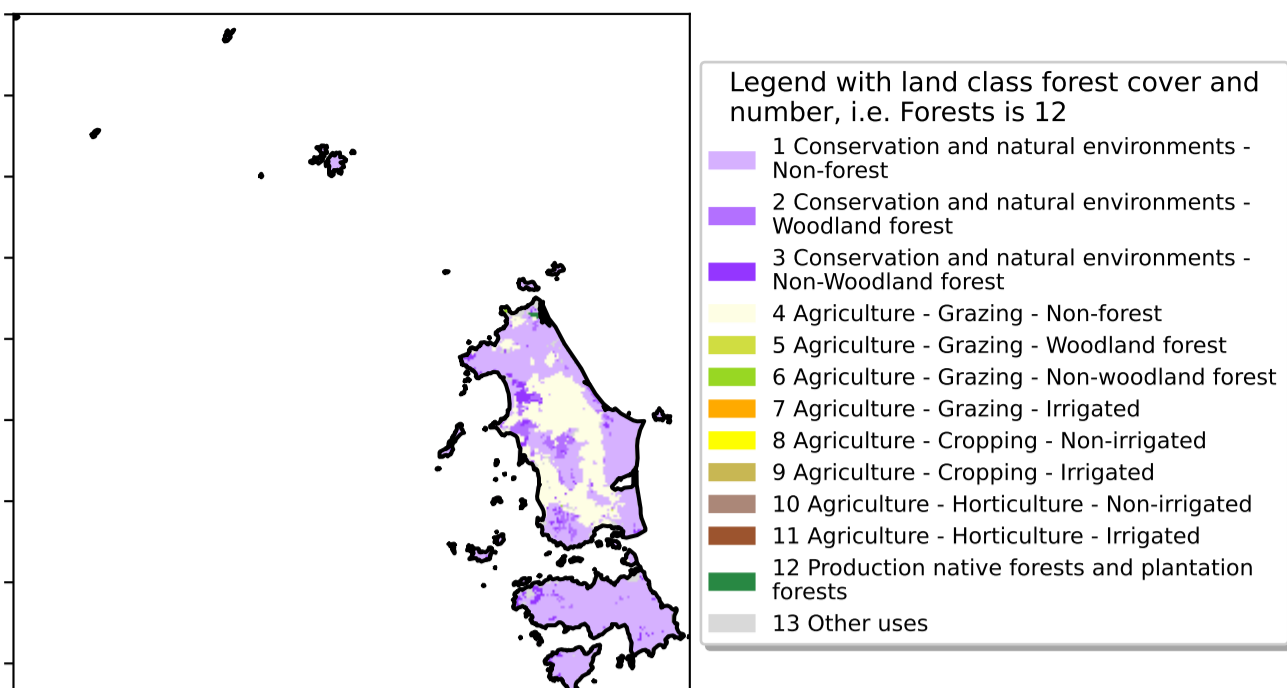 Legend with land class forest cover and
number, i.e. Forests is 12
1 Conservation and natural environments -
Non-forest
2 Conservation and natural environments -
Woodland forest
3 Conservation and natural environments -
Non-Woodland forest
4 Agriculture - Grazing - Non-forest
5 Agriculture - Grazing - Woodland forest
6 Agriculture - Grazing - Non-woodland forest
7 Agriculture - Grazing - Irrigated
8 Agriculture - Cropping - Non-irrigated
9 Agriculture - Cropping - Irrigated
10 Agriculture - Horticulture - Non-irrigated
11 Agriculture - Horticulture - Irrigated
12 Production native forests and plantation
forests
13 Other uses